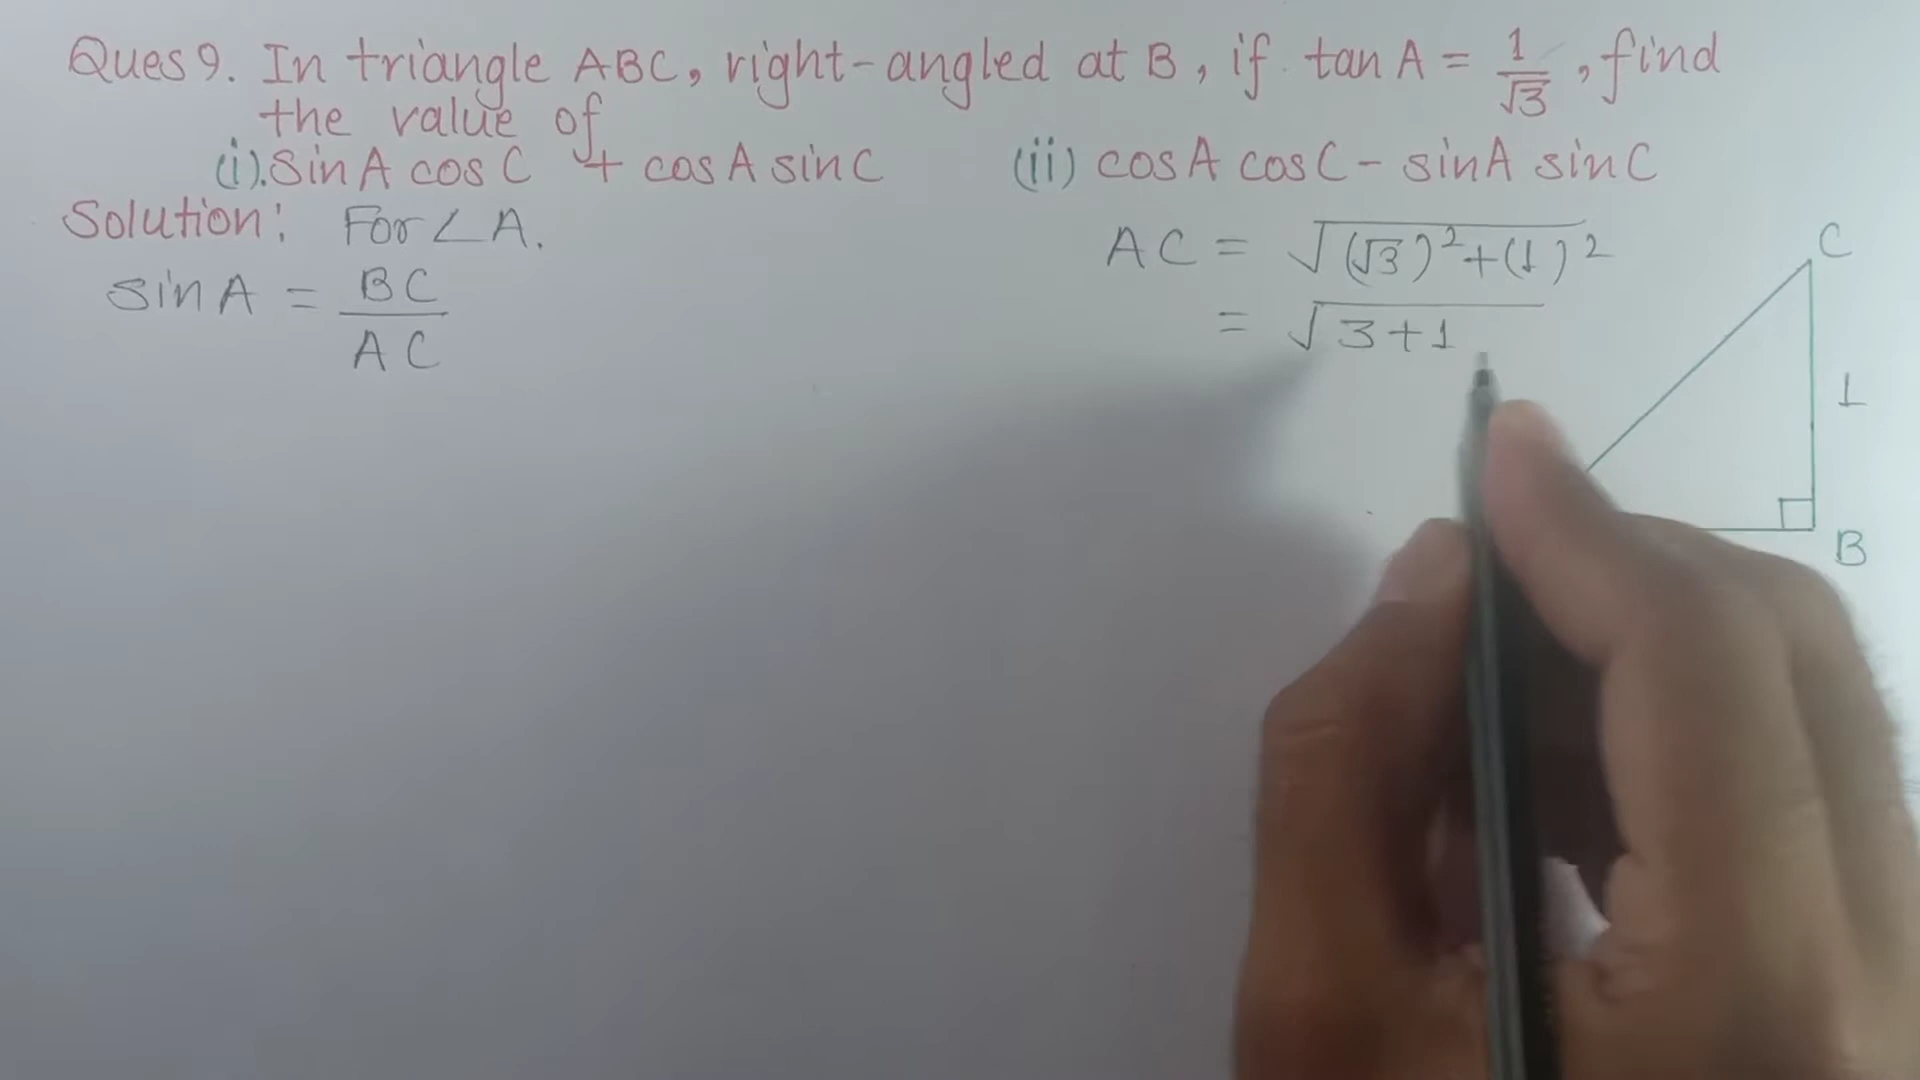 Ques 9. In triangle ABC, right-angled at B, if tan A = 1/√3, find
the value of
(i). sin A cos C + cos A sin C (ii) cos A cos C - sin A sin C
Solution: For ∠A.
sin A = BC/AC
AC = √(√3)²+(1)²
= √3+1
C
1
B